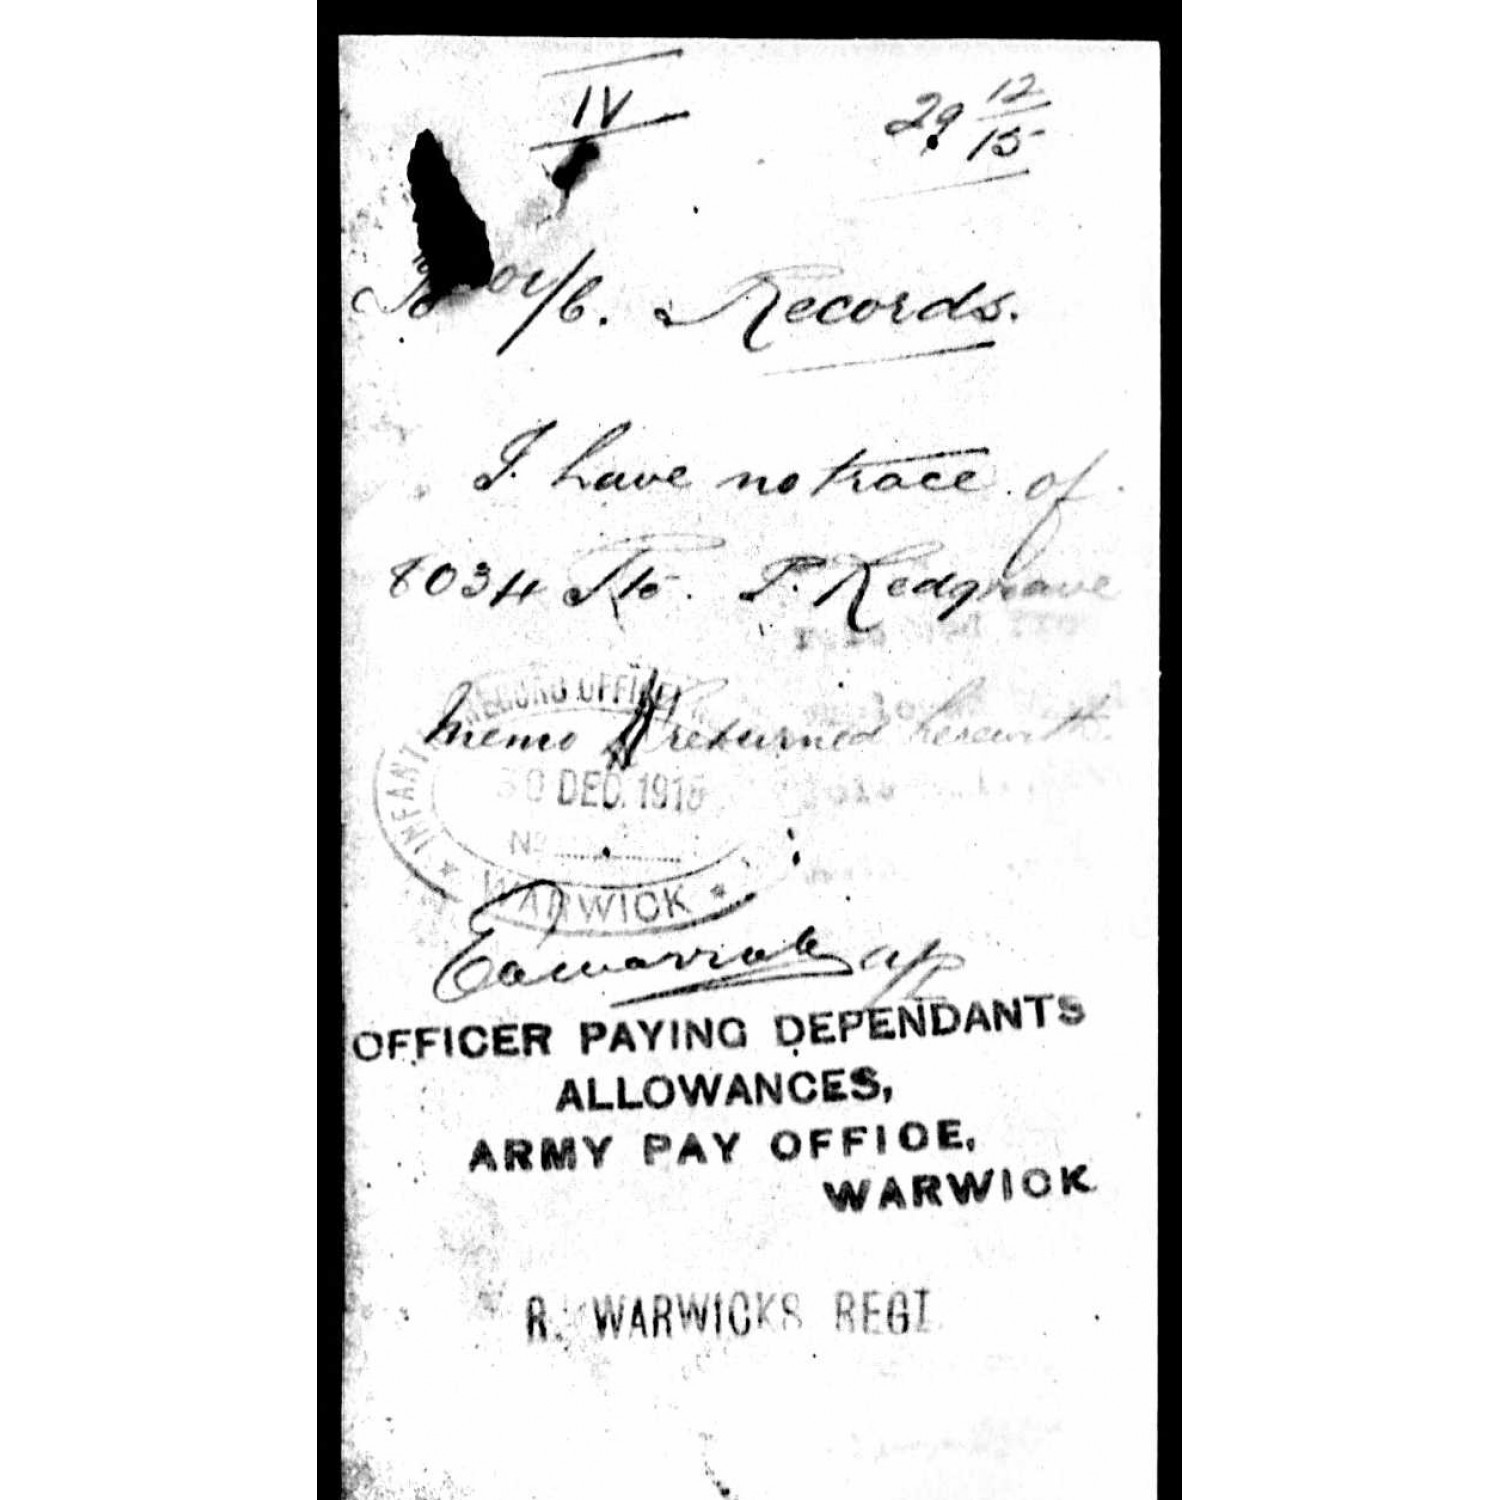 IV
29 12/15
To o i/c. Records.
I have no trace of
8034 Pte. P. Redgrave
Memo returned herewith.
INFANTRY RECORD OFFICE
30 DEC. 1915
No
WARWICK
OFFICER PAYING DEPENDANTS
ALLOWANCES,
ARMY PAY OFFICE,
WARWICK
R. WARWICKS REGT